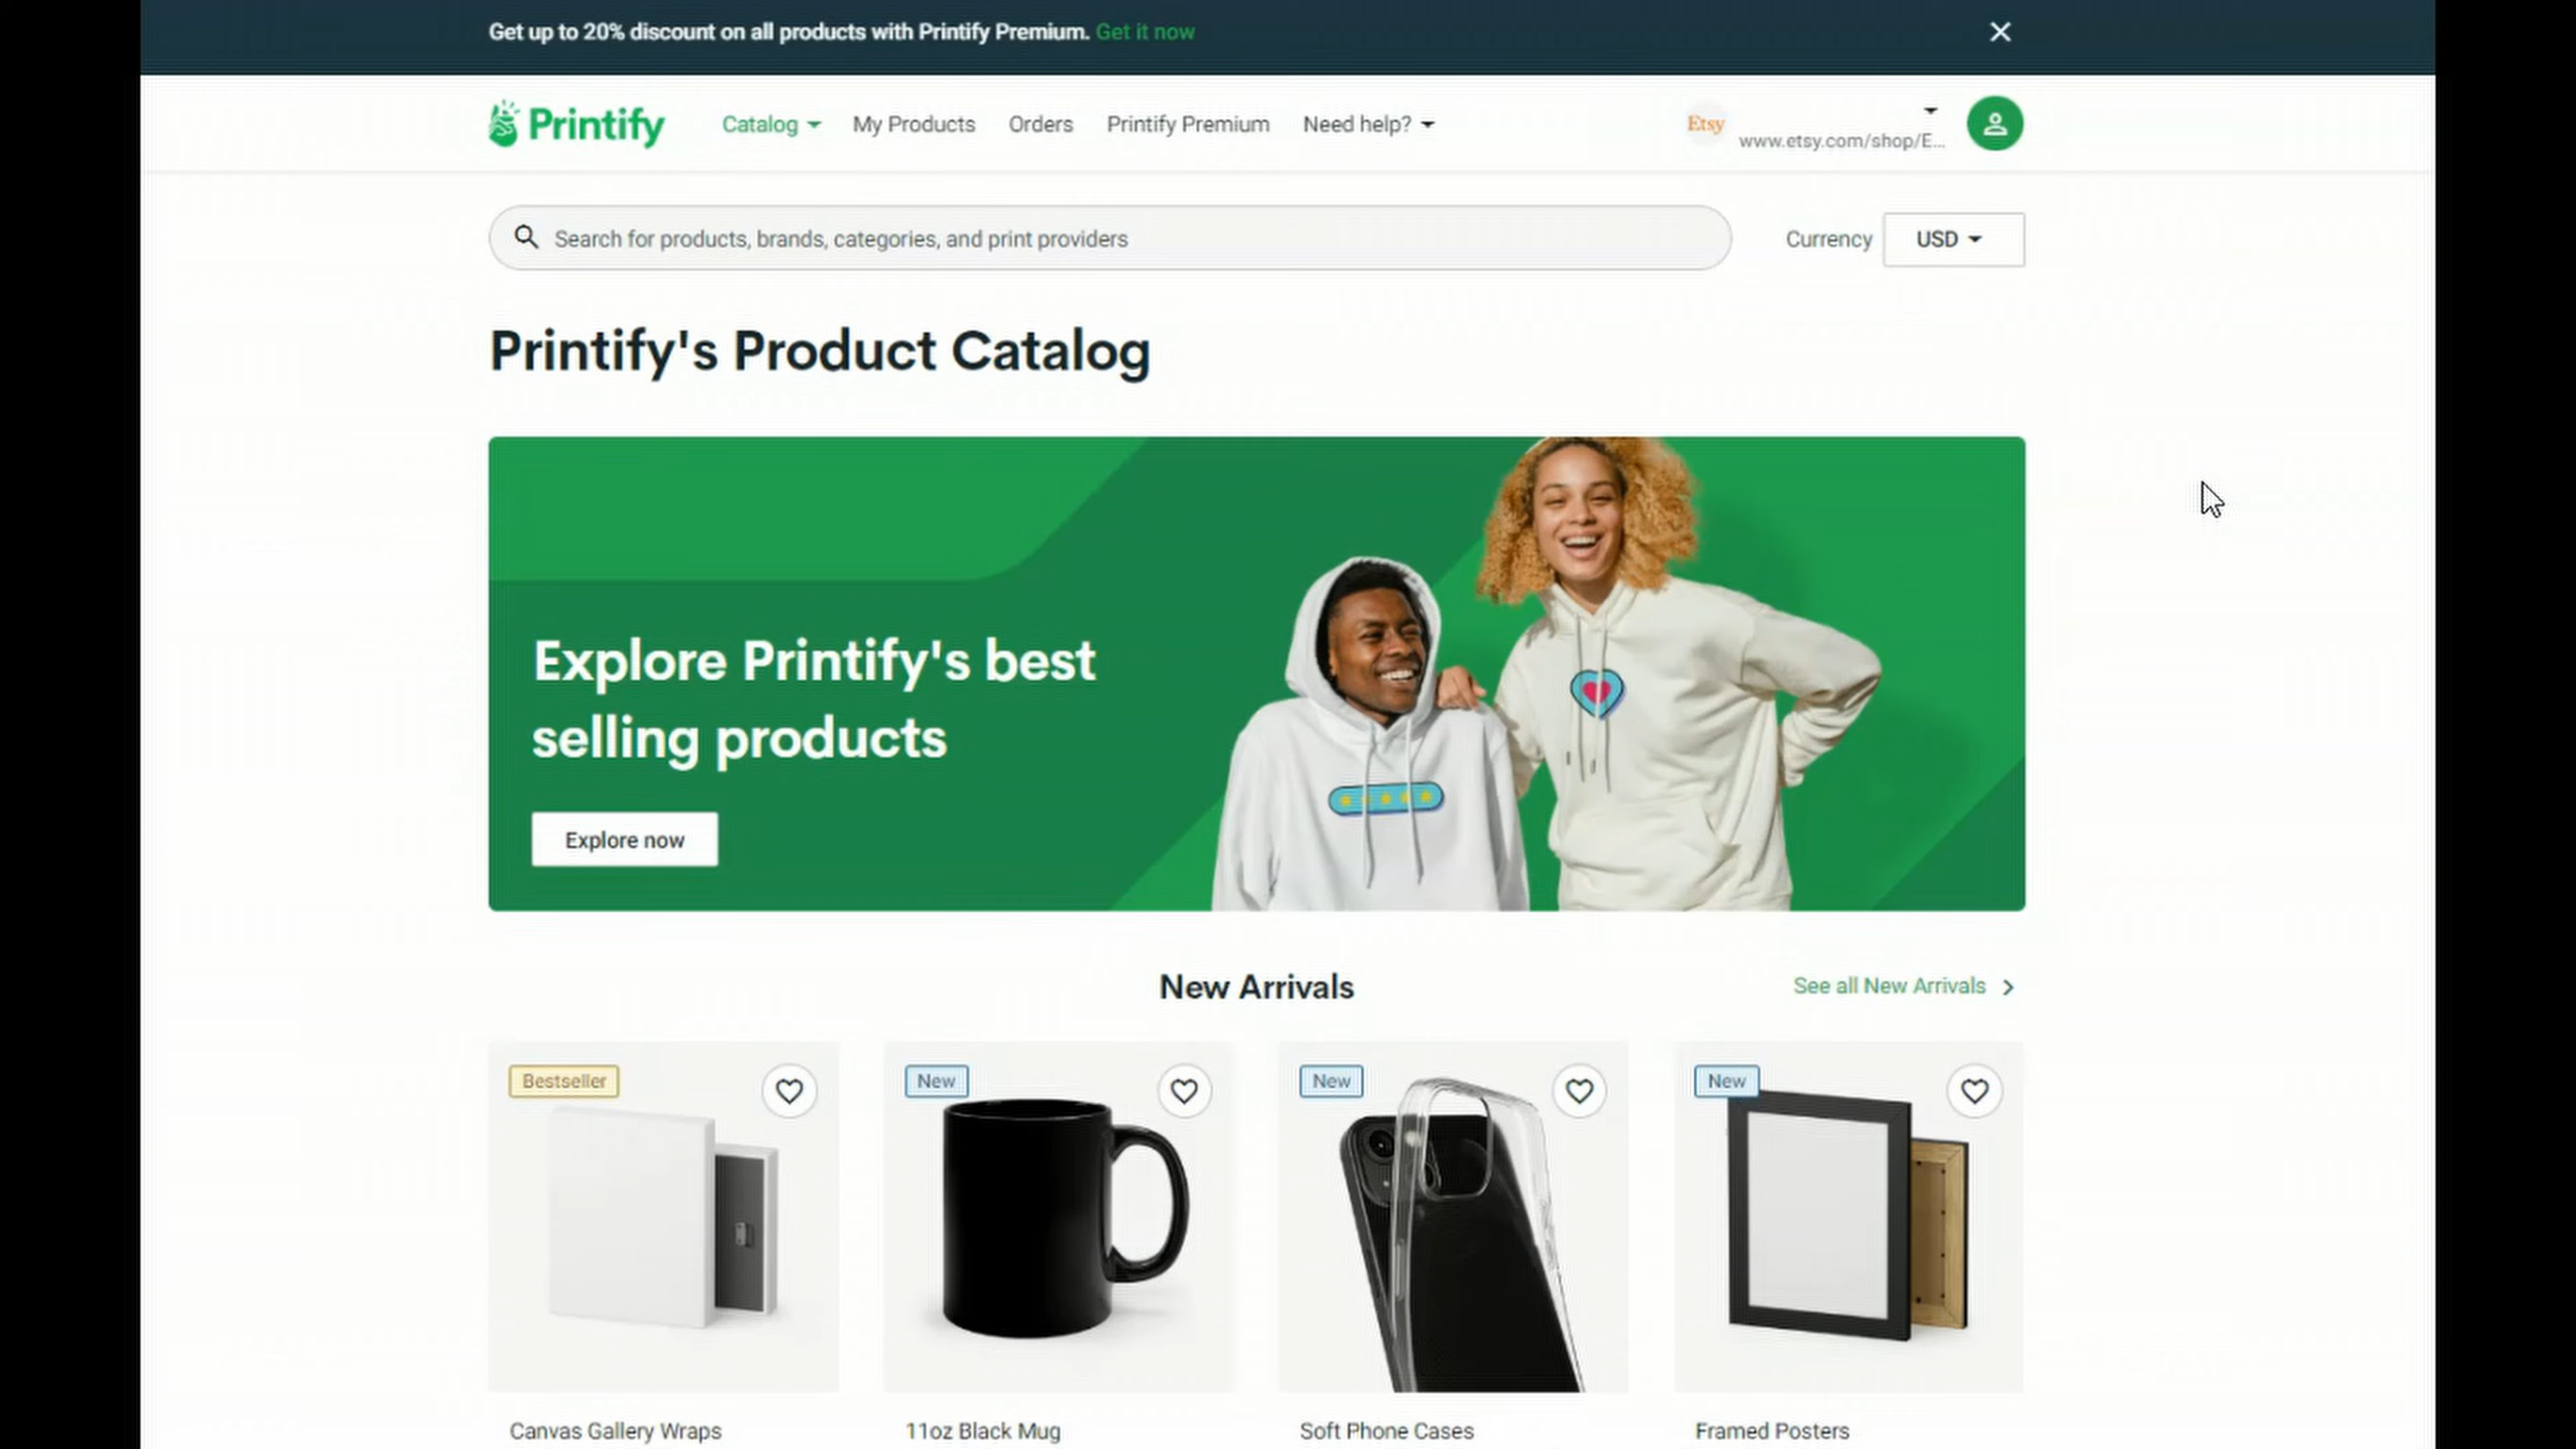 Get up to 20% discount on all products with Printify Premium. Get it now
Printify
Catalog
My Products
Orders
Printify Premium
Need help?
Etsy
www.etsy.com/shop/E...
Search for products, brands, categories, and print providers
Currency
USD
Printify's Product Catalog
Explore Printify's best
selling products
Explore now
New Arrivals
See all New Arrivals
Bestseller
New
New
New
Canvas Gallery Wraps
11oz Black Mug
Soft Phone Cases
Framed Posters